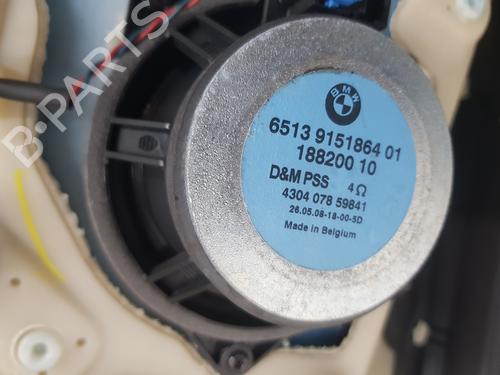 BMW
6513 9151864 01
188200 10
D&M PSS 4Ω
4304 078 59841
26.05.08-18-00-5D
Made in Belgium
B-PARTS